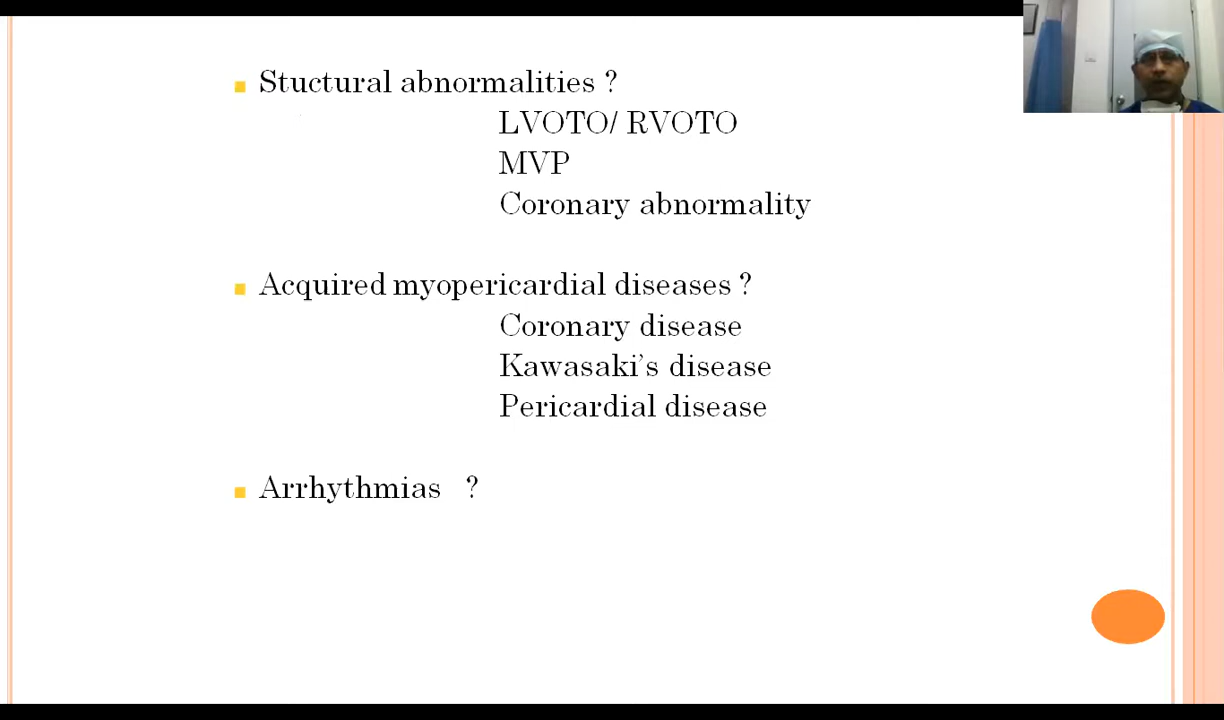 Stuctural abnormalities ?
LVOTO/ RVOTO
MVP
Coronary abnormality
Acquired myopericardial diseases ?
Coronary disease
Kawasaki's disease
Pericardial disease
Arrhythmias ?